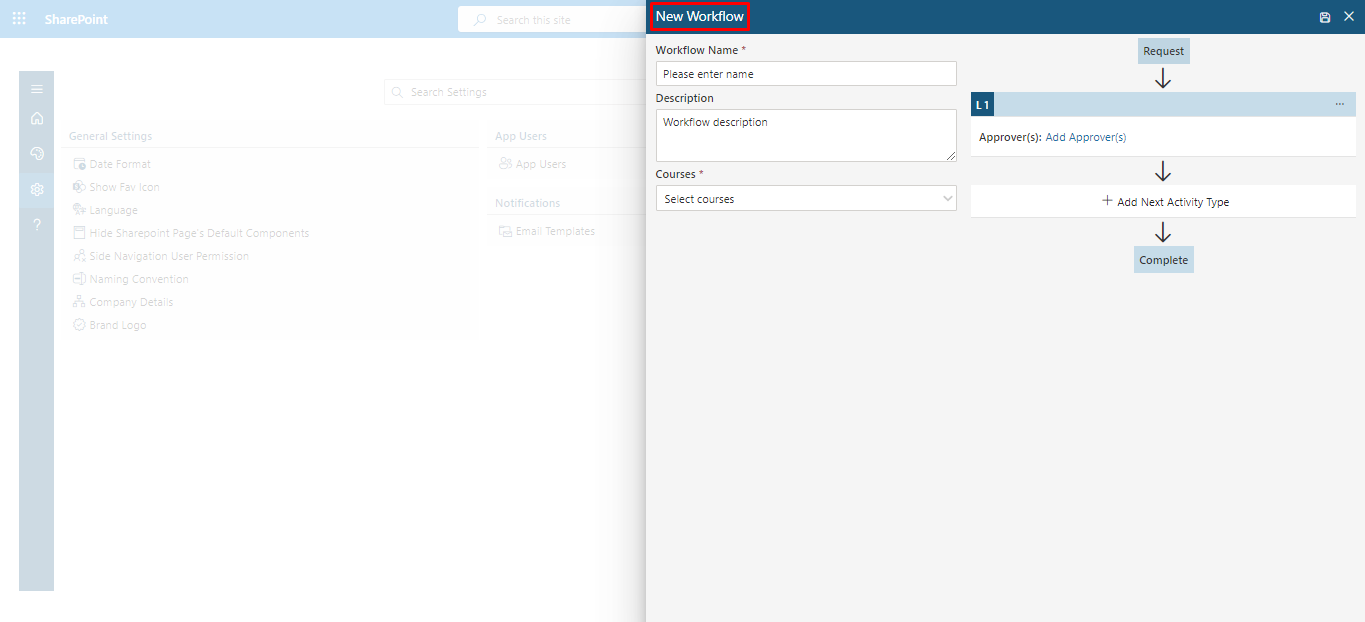 SharePoint
Search this site
Search Settings
General Settings
Date Format
Show Fav Icon
Language
Hide Sharepoint Page's Default Components
Side Navigation User Permission
Naming Convention
Company Details
Brand Logo
App Users
App Users
Notifications
Email Templates
New Workflow
Workflow Name *
Please enter name
Description
Workflow description
Courses *
Select courses
Request
L1
...
Approver(s): Add Approver(s)
+ Add Next Activity Type
Complete